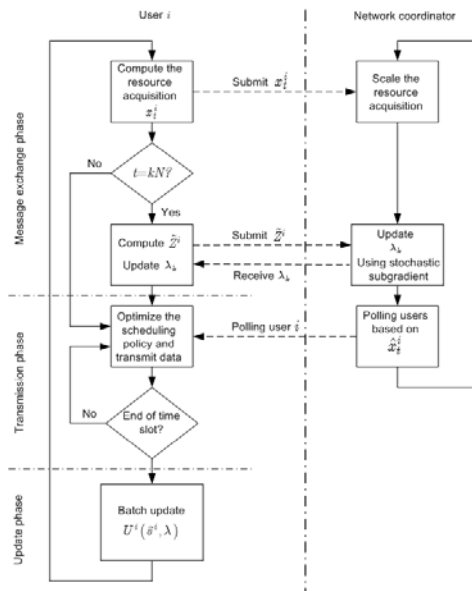 User i
Network coordinator
Message exchange phase
Compute the
resource
acquisition
x_t^i
Submit x_t^i
Scale the
resource
acquisition
No
t=kN?
Yes
Compute Z̃^i
Update λ_k
Submit Z̃^i
Receive λ_k
Update
λ_k
Using stochastic
subgradient
Transmission phase
Optimize the
scheduling
policy and
transmit data
Polling user i
Polling users
based on
x̂_t^i
No
End of time
slot?
Update phase
Batch update
U^i(s̃^i, λ)